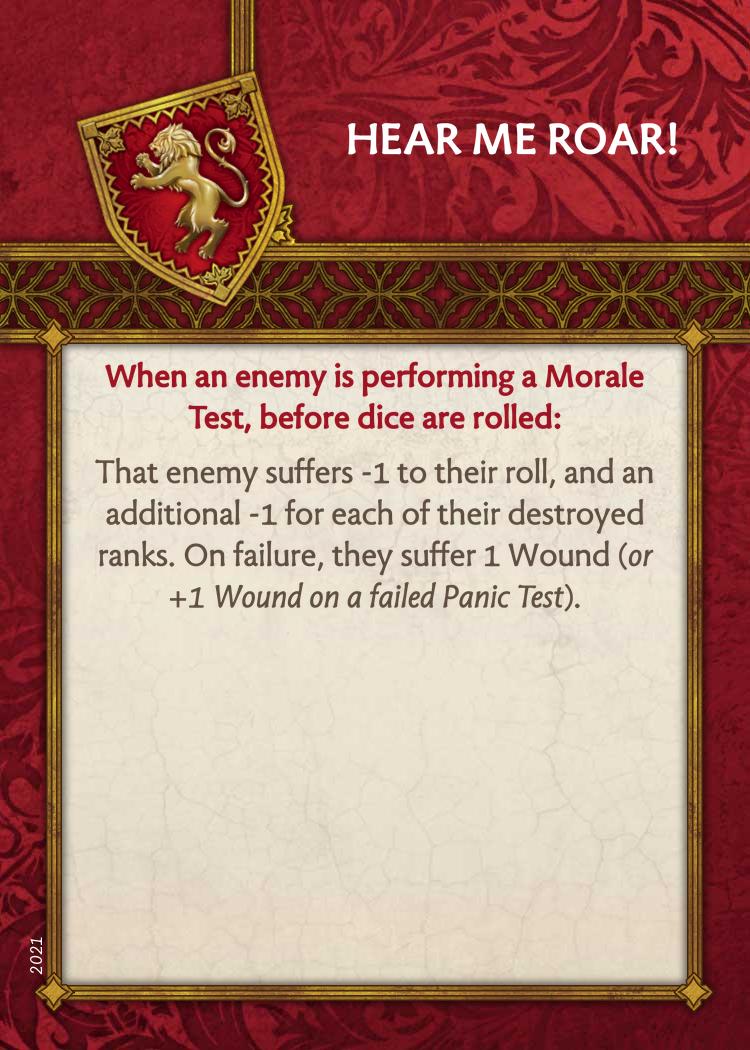 HEAR ME ROAR!
When an enemy is performing a Morale
Test, before dice are rolled:
That enemy suffers -1 to their roll, and an
additional -1 for each of their destroyed
ranks. On failure, they suffer 1 Wound (or
+1 Wound on a failed Panic Test).
2021